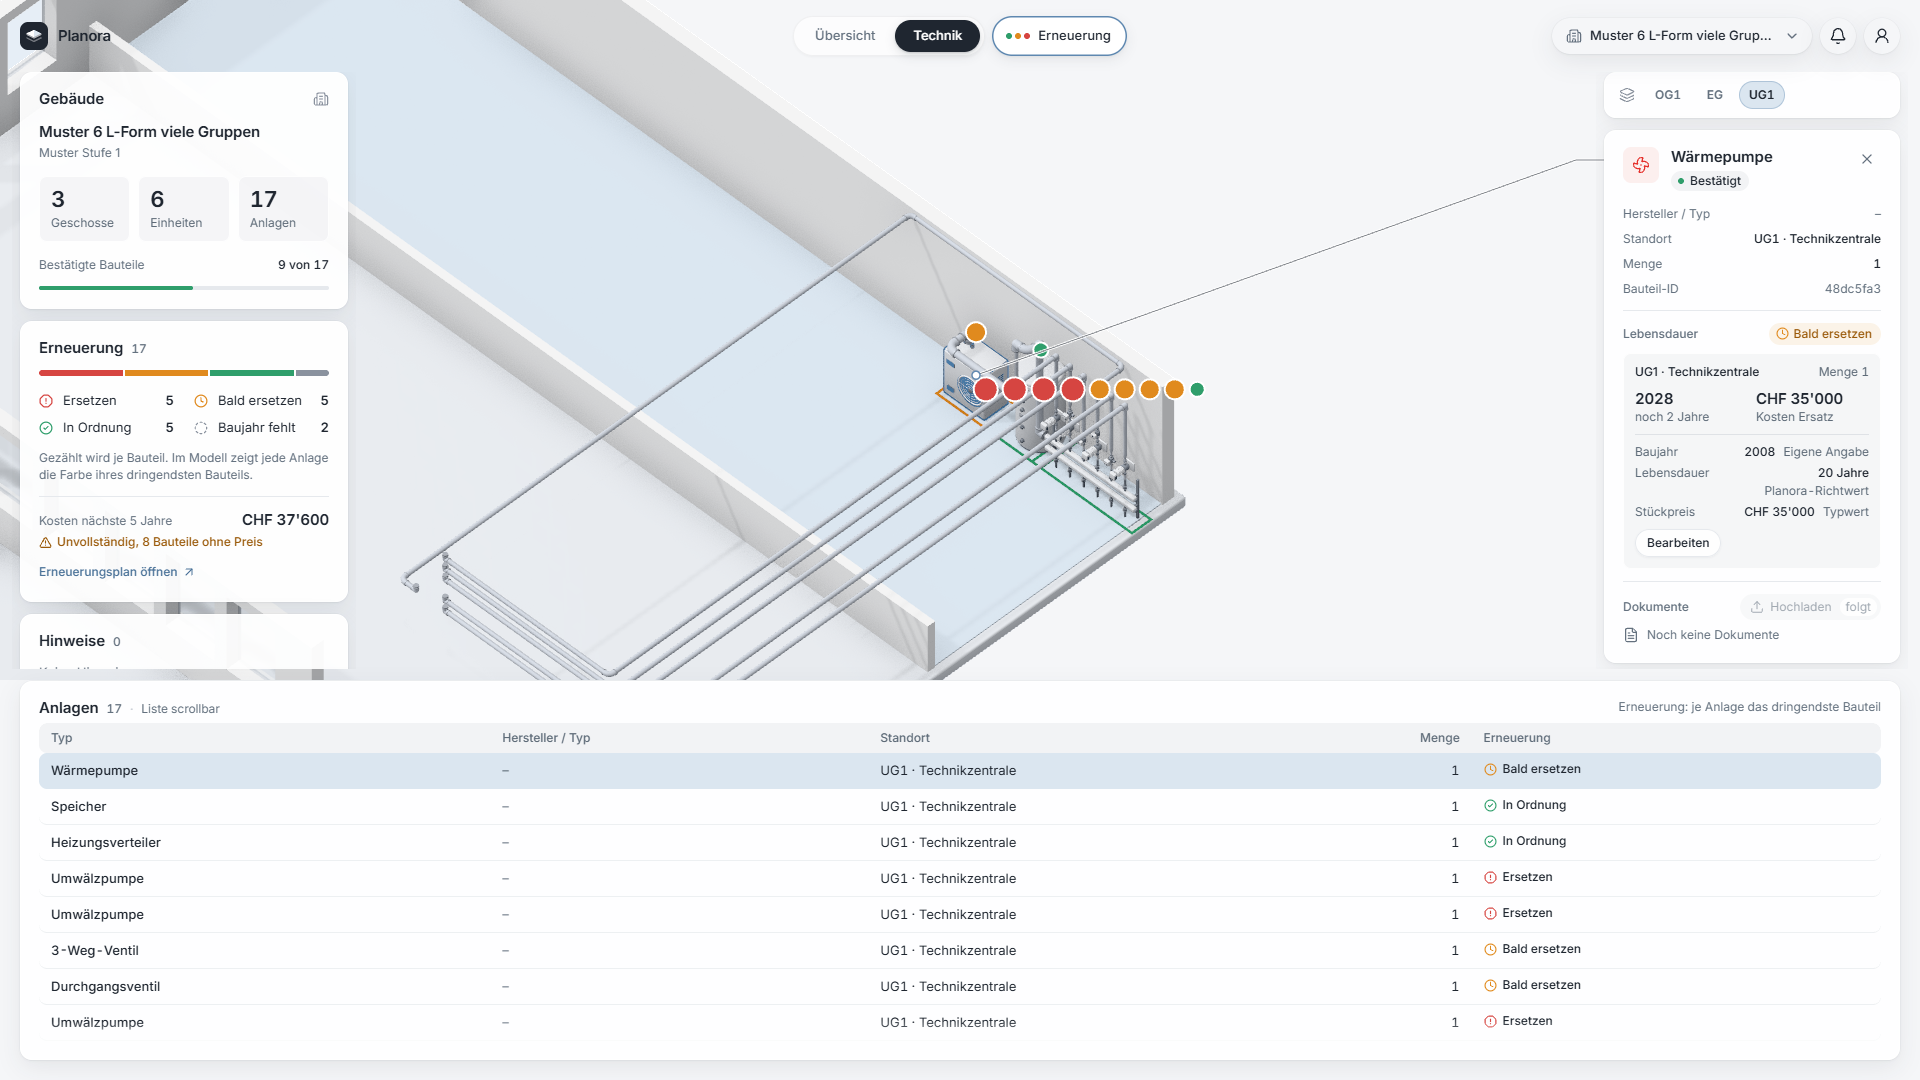 Planora
Übersicht
Technik
Erneuerung
Muster 6 L-Form viele Grup...
Gebäude
Muster 6 L-Form viele Gruppen
Muster Stufe 1
3 Geschosse
6 Einheiten
17 Anlagen
Bestätigte Bauteile 9 von 17
Erneuerung 17
Ersetzen 5
Bald ersetzen 5
In Ordnung 5
Baujahr fehlt 2
Gezählt wird je Bauteil. Im Modell zeigt jede Anlage
die Farbe ihres dringendsten Bauteils.
Kosten nächste 5 Jahre CHF 37'600
Unvollständig, 8 Bauteile ohne Preis
Erneuerungsplan öffnen
Hinweise 0
OG1 EG UG1
Wärmepumpe
Bestätigt
Hersteller / Typ –
Standort UG1 · Technikzentrale
Menge 1
Bauteil-ID 48dc5fa3
Lebensdauer Bald ersetzen
UG1 · Technikzentrale Menge 1
2028 CHF 35'000
noch 2 Jahre Kosten Ersatz
Baujahr 2008 Eigene Angabe
Lebensdauer 20 Jahre
Planora-Richtwert
Stückpreis CHF 35'000 Typwert
Bearbeiten
Dokumente Hochladen folgt
Noch keine Dokumente
Anlagen 17 · Liste scrollbar
Erneuerung: je Anlage das dringendste Bauteil
Typ Hersteller / Typ Standort Menge Erneuerung
Wärmepumpe – UG1 · Technikzentrale 1 Bald ersetzen
Speicher – UG1 · Technikzentrale 1 In Ordnung
Heizungsverteiler – UG1 · Technikzentrale 1 In Ordnung
Umwälzpumpe – UG1 · Technikzentrale 1 Ersetzen
Umwälzpumpe – UG1 · Technikzentrale 1 Ersetzen
3-Weg-Ventil – UG1 · Technikzentrale 1 Bald ersetzen
Durchgangsventil – UG1 · Technikzentrale 1 Bald ersetzen
Umwälzpumpe – UG1 · Technikzentrale 1 Ersetzen